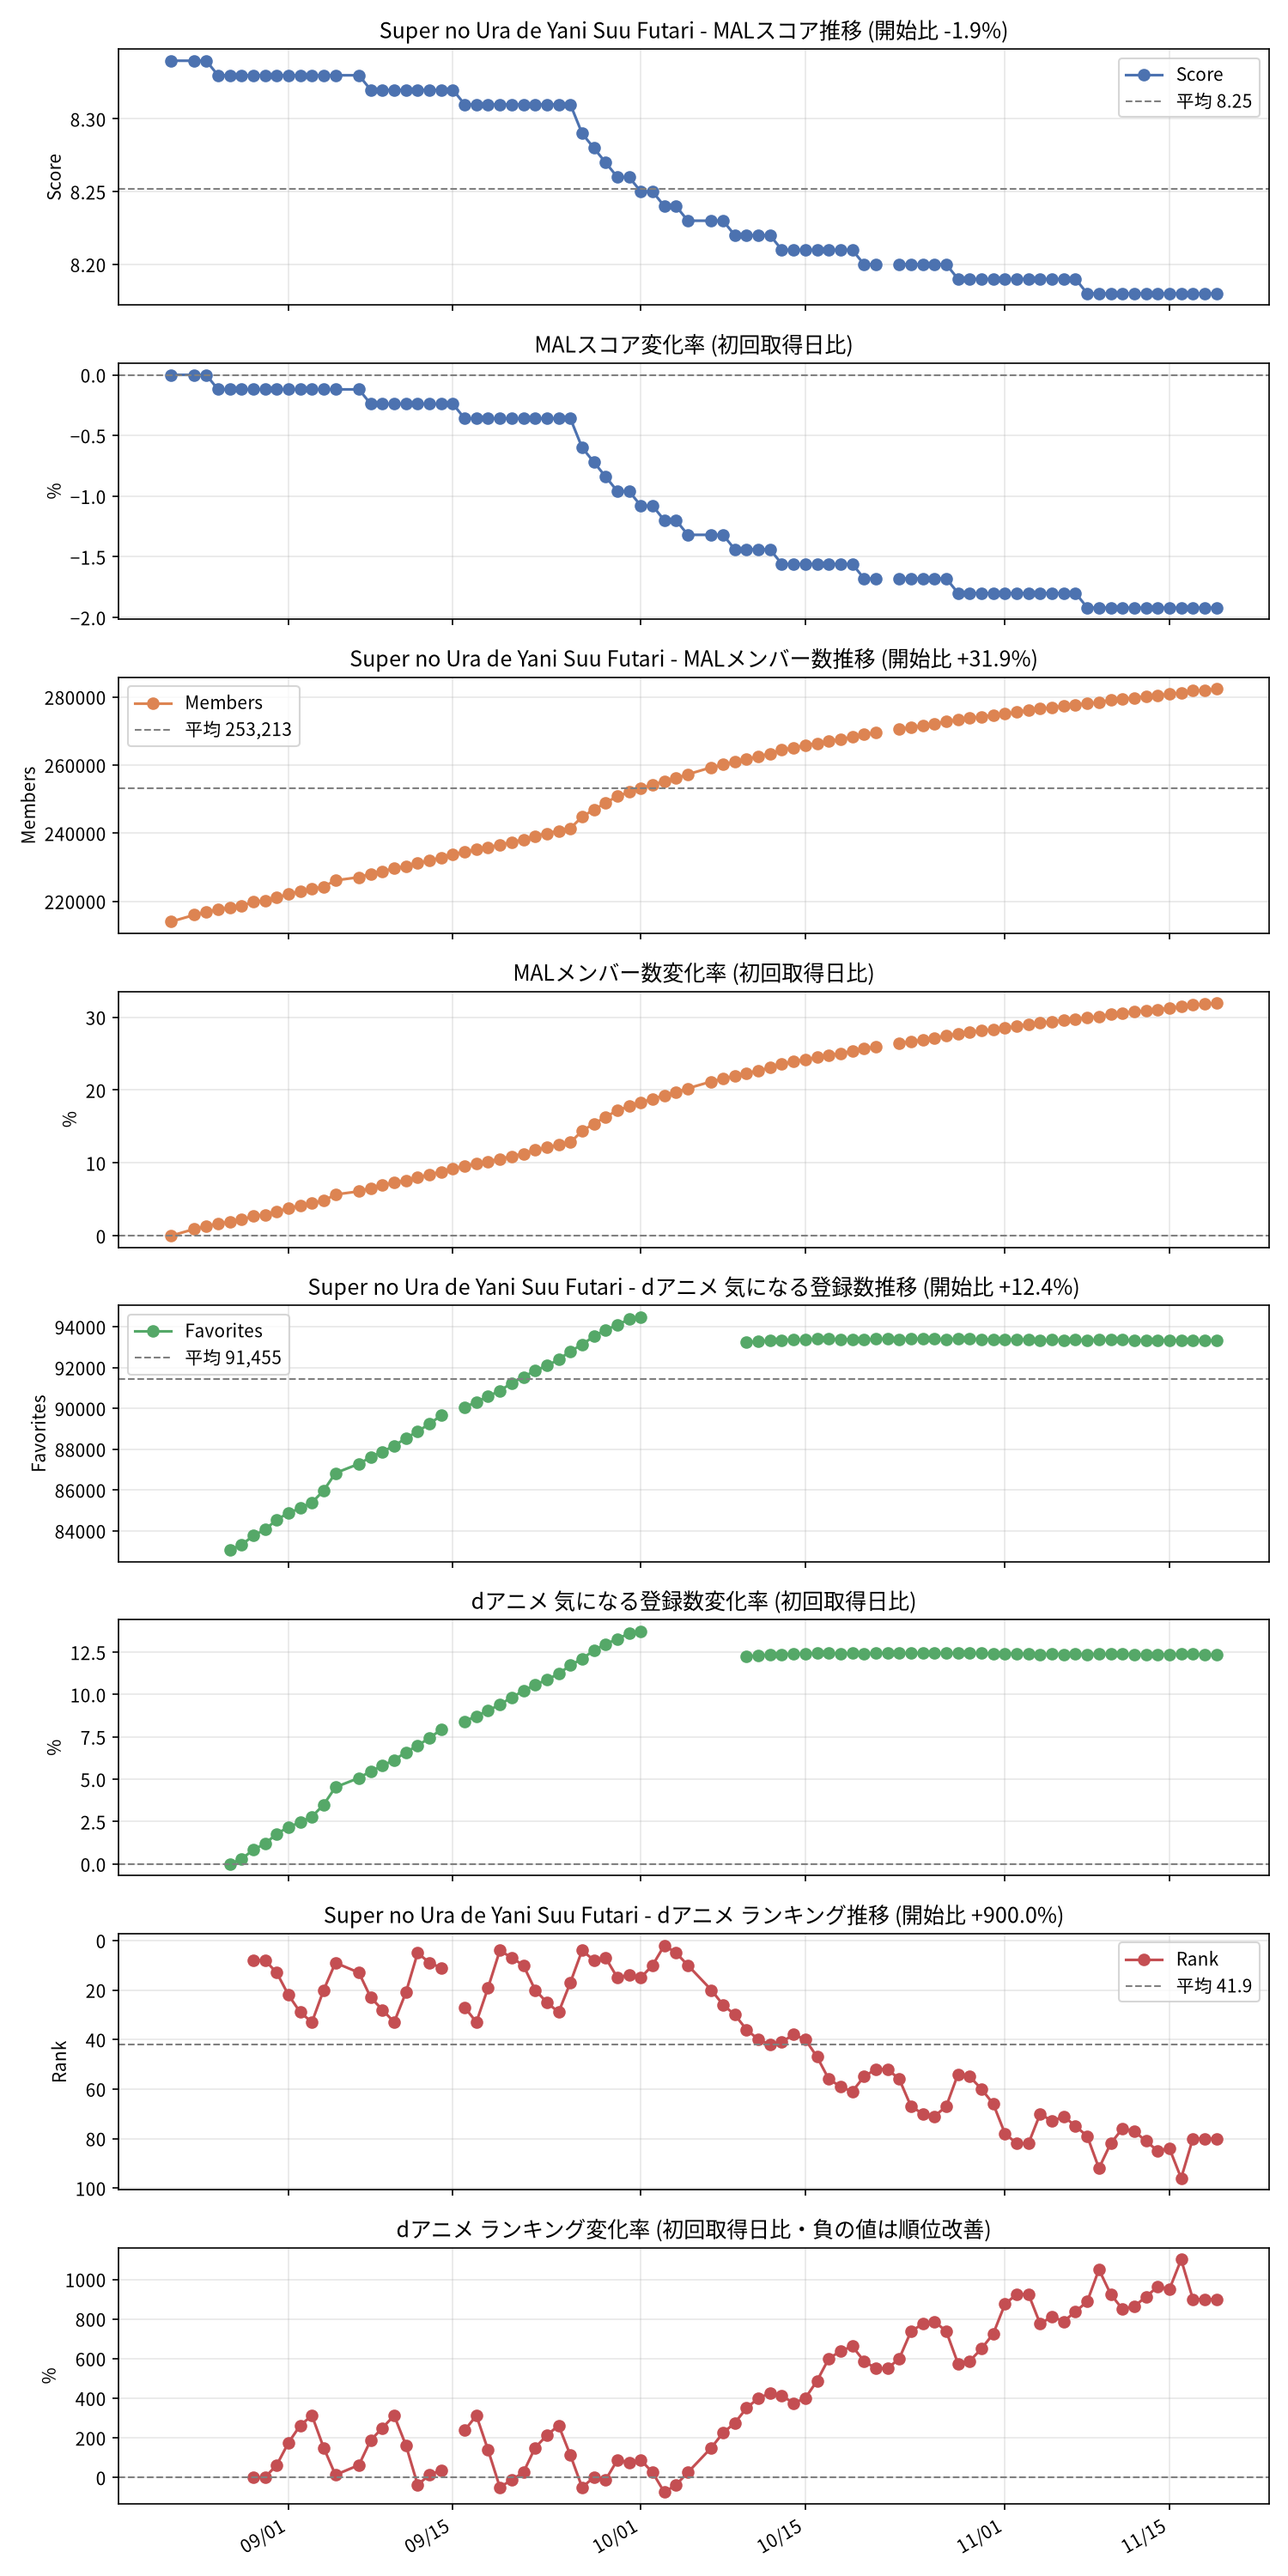 Super no Ura de Yani Suu Futari - MALスコア推移 (開始比 -1.9%)
Score
8.30
8.25
8.20
Score
平均 8.25
MALスコア変化率 (初回取得日比)
%
0.0
−0.5
−1.0
−1.5
−2.0
Super no Ura de Yani Suu Futari - MALメンバー数推移 (開始比 +31.9%)
Members
280000
260000
240000
220000
Members
平均 253,213
MALメンバー数変化率 (初回取得日比)
%
30
20
10
0
Super no Ura de Yani Suu Futari - dアニメ 気になる登録数推移 (開始比 +12.4%)
Favorites
94000
92000
90000
88000
86000
84000
Favorites
平均 91,455
dアニメ 気になる登録数変化率 (初回取得日比)
%
12.5
10.0
7.5
5.0
2.5
0.0
Super no Ura de Yani Suu Futari - dアニメ ランキング推移 (開始比 +900.0%)
Rank
0
20
40
60
80
100
Rank
平均 41.9
dアニメ ランキング変化率 (初回取得日比・負の値は順位改善)
%
1000
800
600
400
200
0
09/01
09/15
10/01
10/15
11/01
11/15